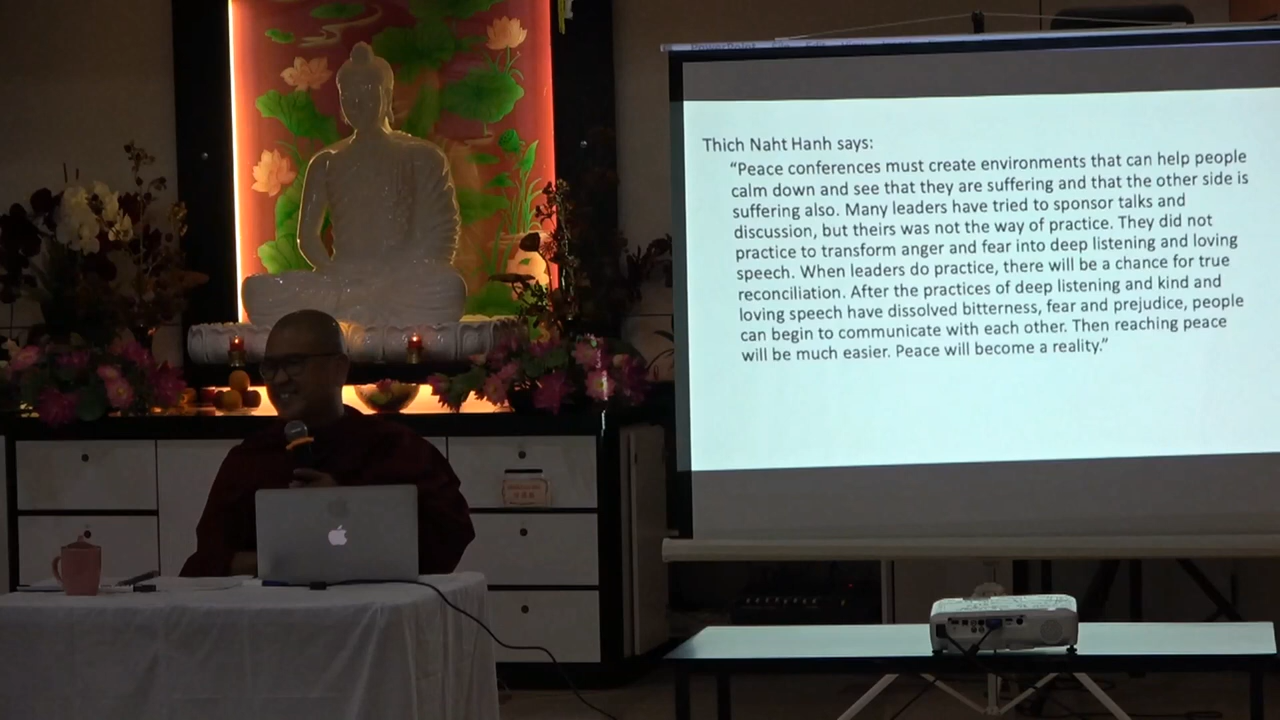 Thich Naht Hanh says:
“Peace conferences must create environments that can help people
calm down and see that they are suffering and that the other side is
suffering also. Many leaders have tried to sponsor talks and
discussion, but theirs was not the way of practice. They did not
practice to transform anger and fear into deep listening and loving
speech. When leaders do practice, there will be a chance for true
reconciliation. After the practices of deep listening and kind and
loving speech have dissolved bitterness, fear and prejudice, people
can begin to communicate with each other. Then reaching peace
will be much easier. Peace will become a reality.”